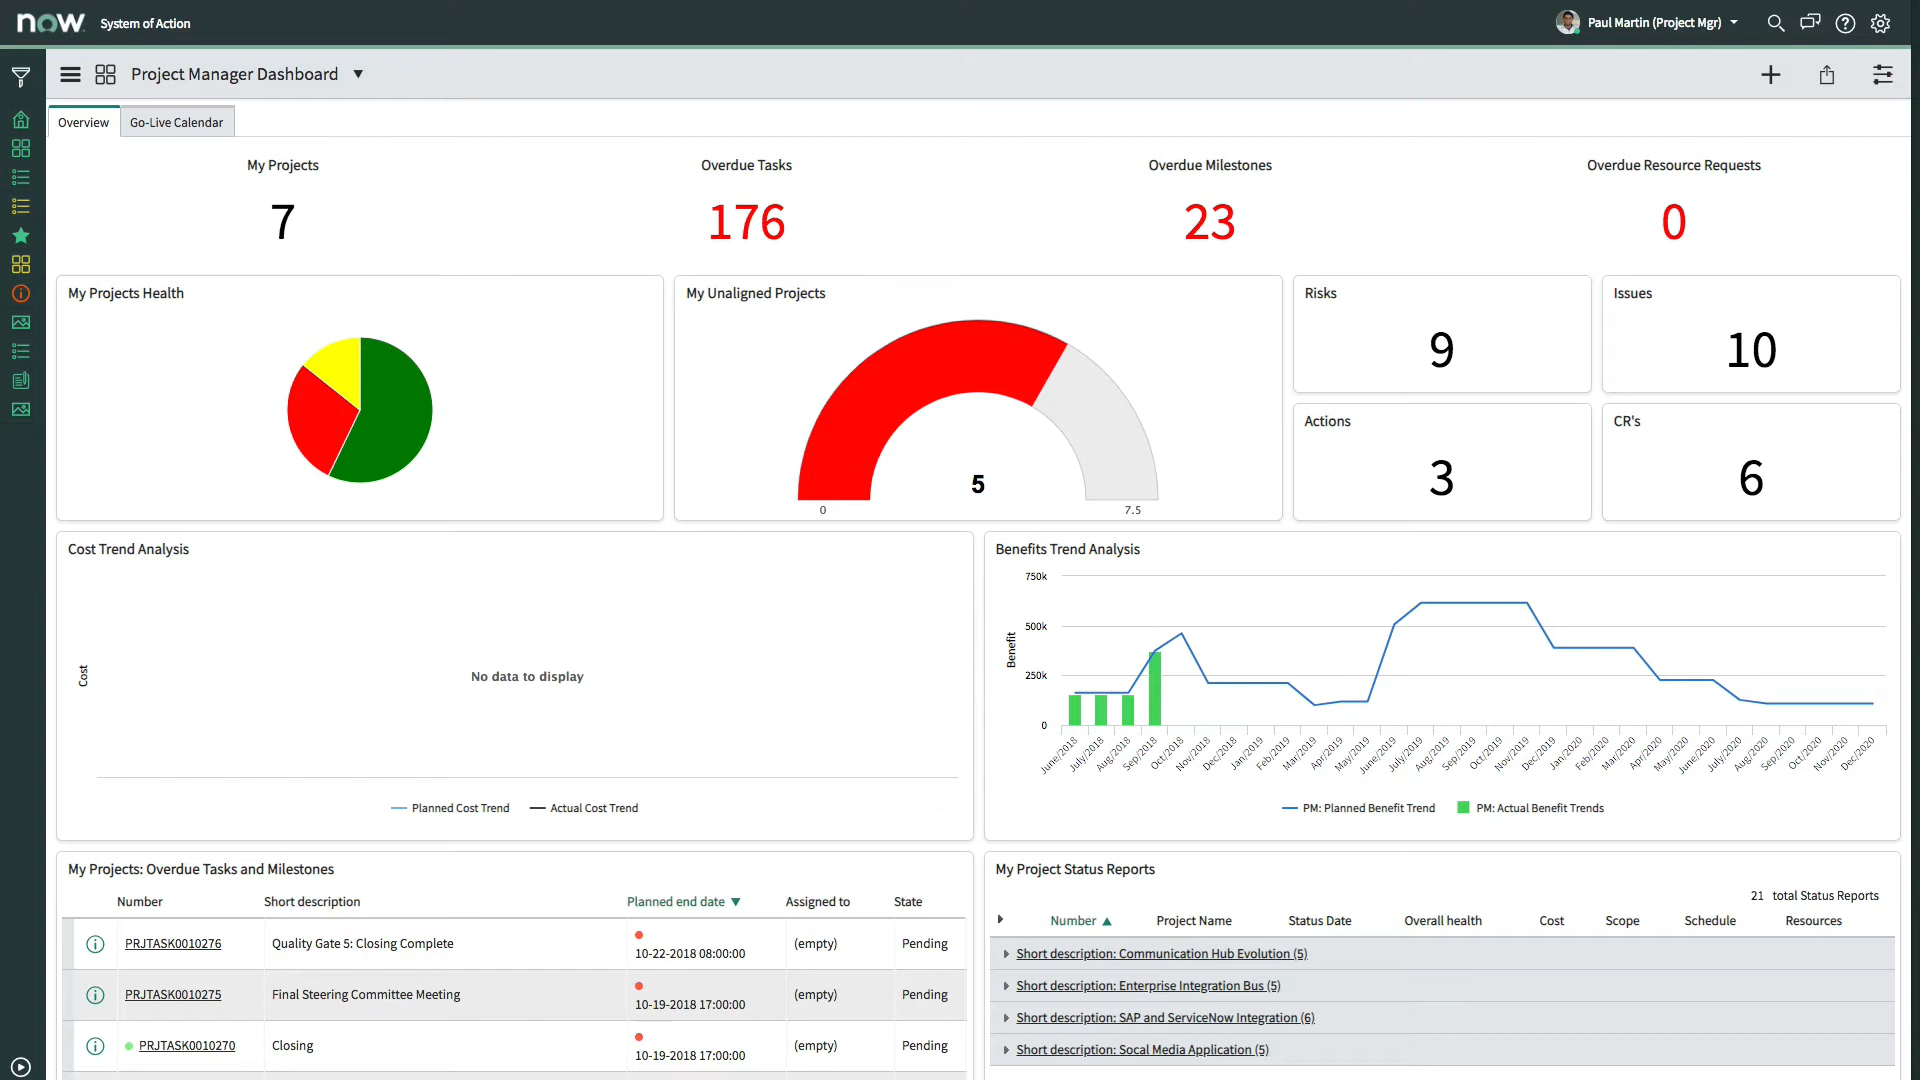 now System of Action
Paul Martin (Project Mgr)
Project Manager Dashboard
Overview
Go-Live Calendar
My Projects
7
Overdue Tasks
176
Overdue Milestones
23
Overdue Resource Requests
0
My Projects Health
My Unaligned Projects
5
0
7.5
Risks
9
Issues
10
Actions
3
CR's
6
Cost Trend Analysis
Cost
No data to display
Planned Cost Trend
Actual Cost Trend
Benefits Trend Analysis
Benefit
750k
500k
250k
0
June/2018
July/2018
Aug/2018
Sep/2018
Oct/2018
Nov/2018
Dec/2018
Jan/2019
Feb/2019
Mar/2019
Apr/2019
May/2019
June/2019
July/2019
Aug/2019
Sep/2019
Oct/2019
Nov/2019
Dec/2019
Jan/2020
Feb/2020
Mar/2020
Apr/2020
May/2020
June/2020
July/2020
Aug/2020
Sep/2020
Oct/2020
Nov/2020
Dec/2020
PM: Planned Benefit Trend
PM: Actual Benefit Trends
My Projects: Overdue Tasks and Milestones
Number Short description Planned end date ▼ Assigned to State
PRJTASK0010276 Quality Gate 5: Closing Complete 10-22-2018 08:00:00 (empty) Pending
PRJTASK0010275 Final Steering Committee Meeting 10-19-2018 17:00:00 (empty) Pending
PRJTASK0010270 Closing 10-19-2018 17:00:00 (empty) Pending
My Project Status Reports
21 total Status Reports
Number ▲ Project Name Status Date Overall health Cost Scope Schedule Resources
Short description: Communication Hub Evolution (5)
Short description: Enterprise Integration Bus (5)
Short description: SAP and ServiceNow Integration (6)
Short description: Socal Media Application (5)